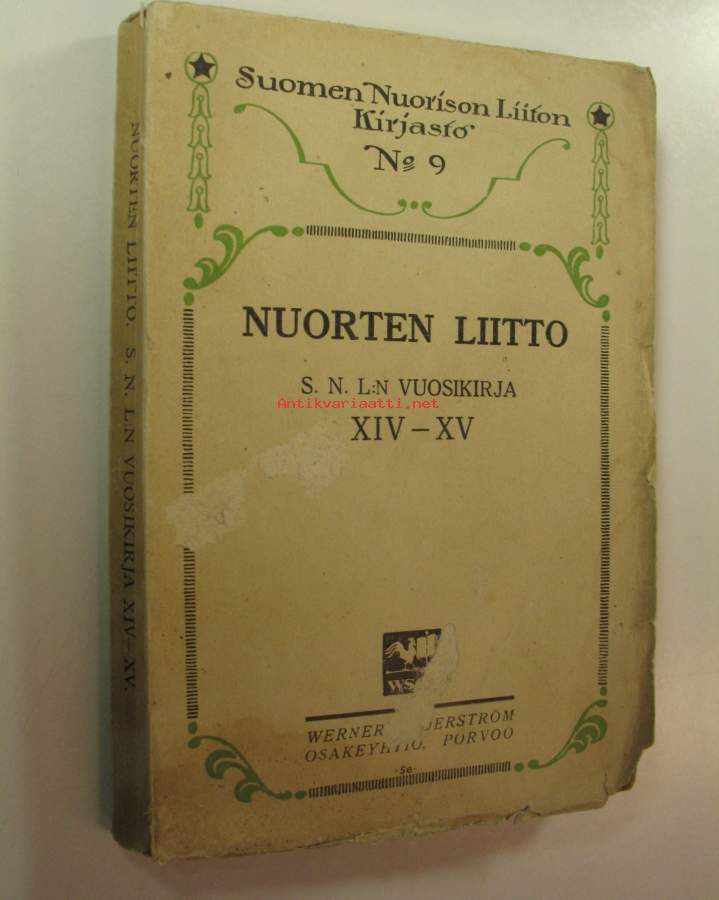 Suomen Nuorison Liiton
Kirjasto
No 9
NUORTEN LIITTO
S. N. L:N VUOSIKIRJA
Antikvariaatti.net
XIV – XV
WERNER
OSAKEYHTIÖ, PORVOO
·50·
NUORTEN LIITTO. S. N. L:N VUOSIKIRJA XIV–XV.